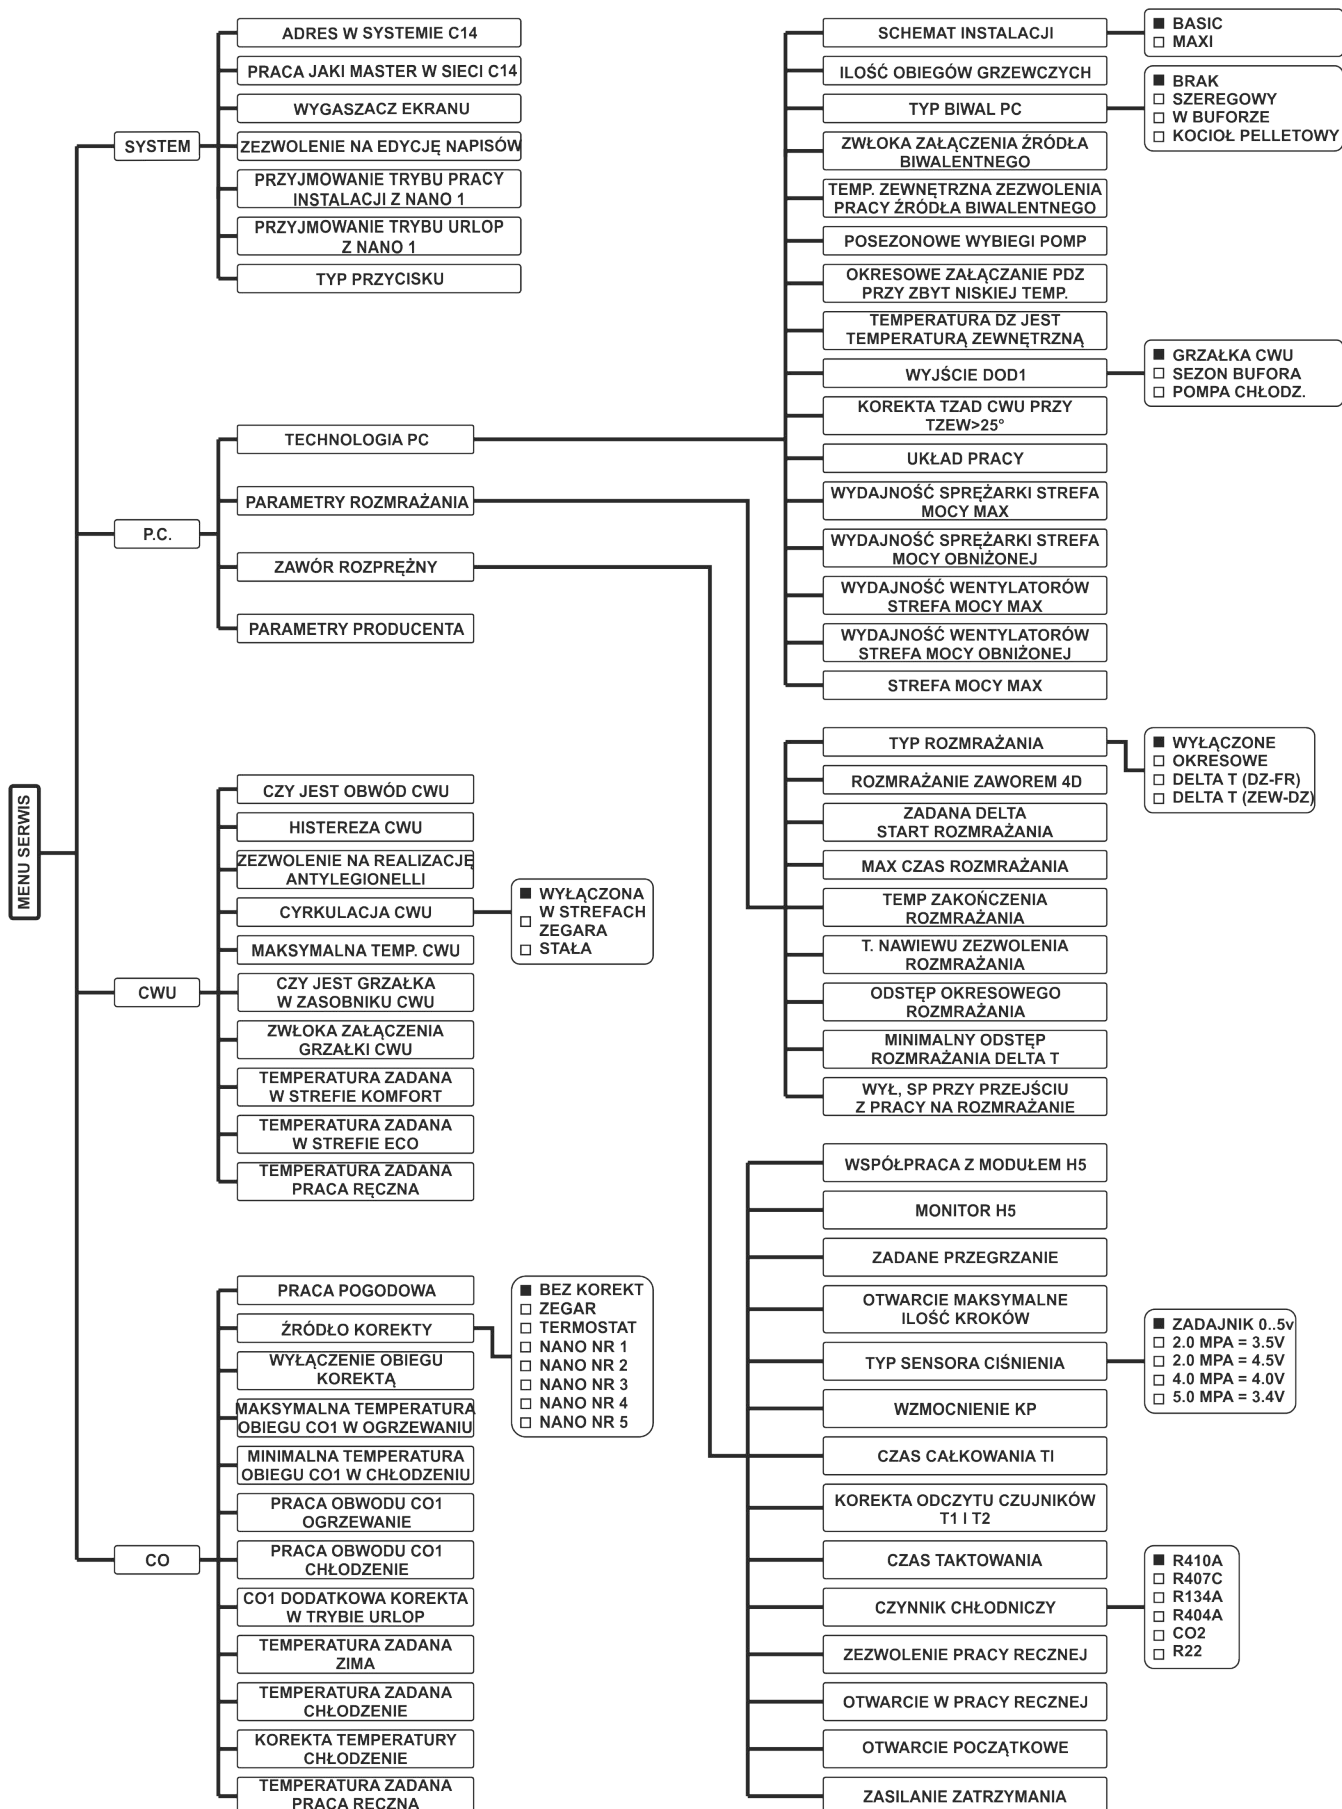 MENU SERWIS
SYSTEM
ADRES W SYSTEMIE C14
PRACA JAKI MASTER W SIECI C14
WYGASZACZ EKRANU
ZEZWOLENIE NA EDYCJĘ NAPISÓW
PRZYJMOWANIE TRYBU PRACY
INSTALACJI Z NANO 1
PRZYJMOWANIE TRYBU URLOP
Z NANO 1
TYP PRZYCISKU
P.C.
TECHNOLOGIA PC
PARAMETRY ROZMRAŻANIA
ZAWÓR ROZPRĘŻNY
PARAMETRY PRODUCENTA
SCHEMAT INSTALACJI
BASIC
MAXI
ILOŚĆ OBIEGÓW GRZEWCZYCH
TYP BIWAL PC
BRAK
SZEREGOWY
W BUFORZE
KOCIOŁ PELLETOWY
ZWŁOKA ZAŁĄCZENIA ŹRÓDŁA
BIWALENTNEGO
TEMP. ZEWNĘTRZNA ZEZWOLENIA
PRACY ŹRÓDŁA BIWALENTNEGO
POSEZONOWE WYBIEGI POMP
OKRESOWE ZAŁĄCZANIE PDZ
PRZY ZBYT NISKIEJ TEMP.
TEMPERATURA DZ JEST
TEMPERATURĄ ZEWNĘTRZNĄ
WYJŚCIE DOD1
GRZAŁKA CWU
SEZON BUFORA
POMPA CHŁODZ.
KOREKTA TZAD CWU PRZY
TZEW>25°
UKŁAD PRACY
WYDAJNOŚĆ SPRĘŻARKI STREFA
MOCY MAX
WYDAJNOŚĆ SPRĘŻARKI STREFA
MOCY OBNIŻONEJ
WYDAJNOŚĆ WENTYLATORÓW
STREFA MOCY MAX
WYDAJNOŚĆ WENTYLATORÓW
STREFA MOCY OBNIŻONEJ
STREFA MOCY MAX
TYP ROZMRAŻANIA
WYŁĄCZONE
OKRESOWE
DELTA T (DZ-FR)
DELTA T (ZEW-DZ)
ROZMRAŻANIE ZAWOREM 4D
ZADANA DELTA
START ROZMRAŻANIA
MAX CZAS ROZMRAŻANIA
TEMP ZAKOŃCZENIA
ROZMRAŻANIA
T. NAWIEWU ZEZWOLENIA
ROZMRAŻANIA
ODSTĘP OKRESOWEGO
ROZMRAŻANIA
MINIMALNY ODSTĘP
ROZMRAŻANIA DELTA T
WYŁ, SP PRZY PRZEJŚCIU
Z PRACY NA ROZMRAŻANIE
WSPÓŁPRACA Z MODUŁEM H5
MONITOR H5
ZADANE PRZEGRZANIE
OTWARCIE MAKSYMALNE
ILOŚĆ KROKÓW
TYP SENSORA CIŚNIENIA
ZADAJNIK 0..5v
2.0 MPA = 3.5V
2.0 MPA = 4.5V
4.0 MPA = 4.0V
5.0 MPA = 3.4V
WZMOCNIENIE KP
CZAS CAŁKOWANIA TI
KOREKTA ODCZYTU CZUJNIKÓW
T1 I T2
CZAS TAKTOWANIA
CZYNNIK CHŁODNICZY
R410A
R407C
R134A
R404A
CO2
R22
ZEZWOLENIE PRACY RECZNEJ
OTWARCIE W PRACY RECZNEJ
OTWARCIE POCZĄTKOWE
ZASILANIE ZATRZYMANIA
CWU
CZY JEST OBWÓD CWU
HISTEREZA CWU
ZEZWOLENIE NA REALIZACJĘ
ANTYLEGIONELLI
CYRKULACJA CWU
WYŁĄCZONA
W STREFACH
ZEGARA
STAŁA
MAKSYMALNA TEMP. CWU
CZY JEST GRZAŁKA
W ZASOBNIKU CWU
ZWŁOKA ZAŁĄCZENIA
GRZAŁKI CWU
TEMPERATURA ZADANA
W STREFIE KOMFORT
TEMPERATURA ZADANA
W STREFIE ECO
TEMPERATURA ZADANA
PRACA RĘCZNA
CO
PRACA POGODOWA
ŹRÓDŁO KOREKTY
BEZ KOREKT
ZEGAR
TERMOSTAT
NANO NR 1
NANO NR 2
NANO NR 3
NANO NR 4
NANO NR 5
WYŁĄCZENIE OBIEGU
KOREKTĄ
MAKSYMALNA TEMPERATURA
OBIEGU CO1 W OGRZEWANIU
MINIMALNA TEMPERATURA
OBIEGU CO1 W CHŁODZENIU
PRACA OBWODU CO1
OGRZEWANIE
PRACA OBWODU CO1
CHŁODZENIE
CO1 DODATKOWA KOREKTA
W TRYBIE URLOP
TEMPERATURA ZADANA
ZIMA
TEMPERATURA ZADANA
CHŁODZENIE
KOREKTA TEMPERATURY
CHŁODZENIE
TEMPERATURA ZADANA
PRACA RĘCZNA